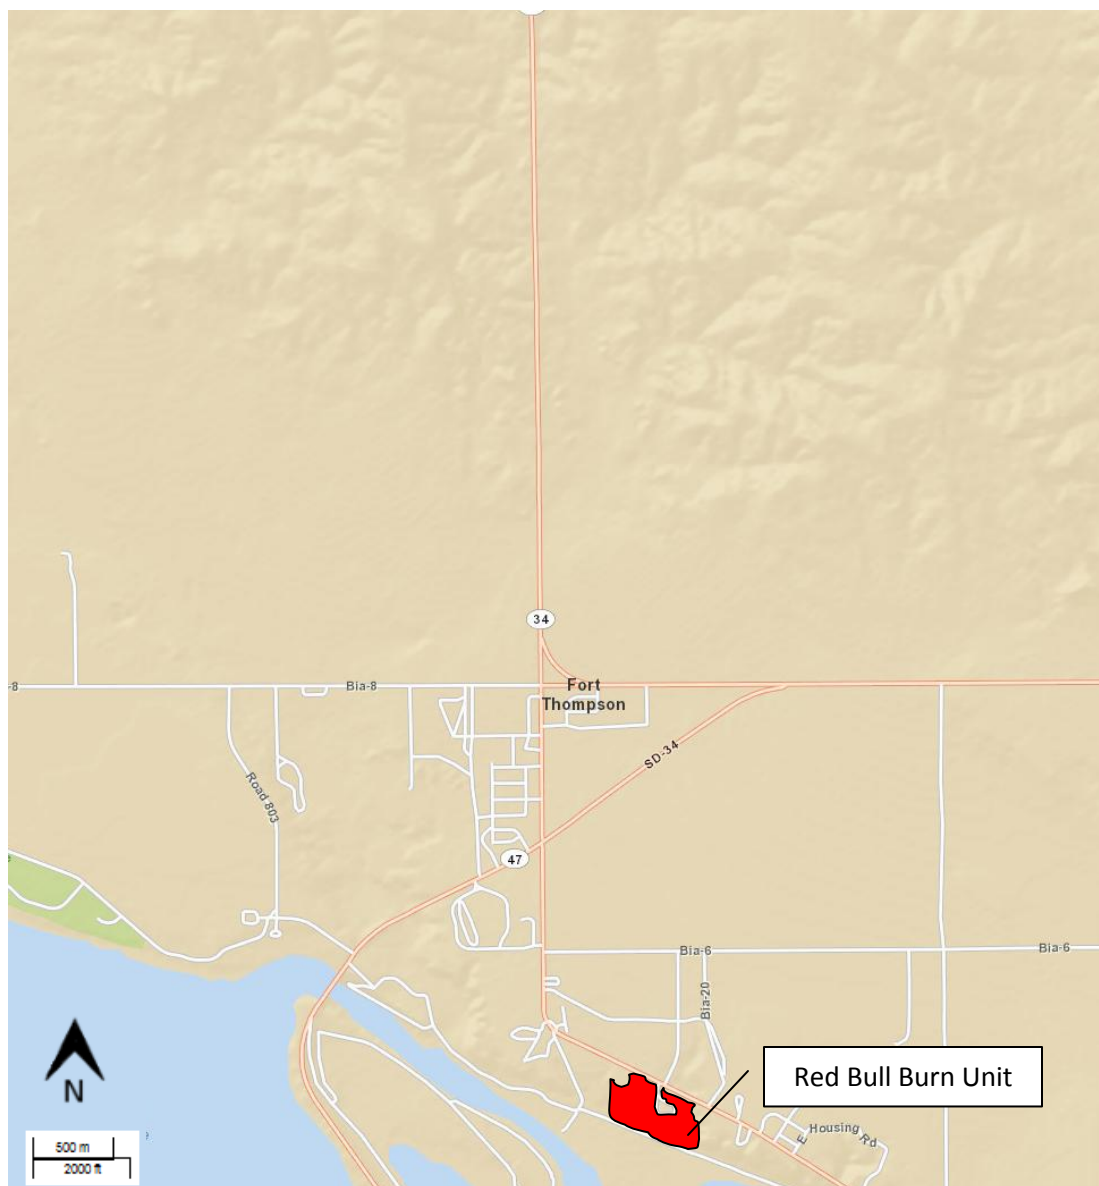 34
-8
Bia-8
Fort
Thompson
SD-34
Road 803
47
e
Bia-6
Bia-6
Bia-20
N
Red Bull Burn Unit
E Housing Rd
500 m
2000 ft
e